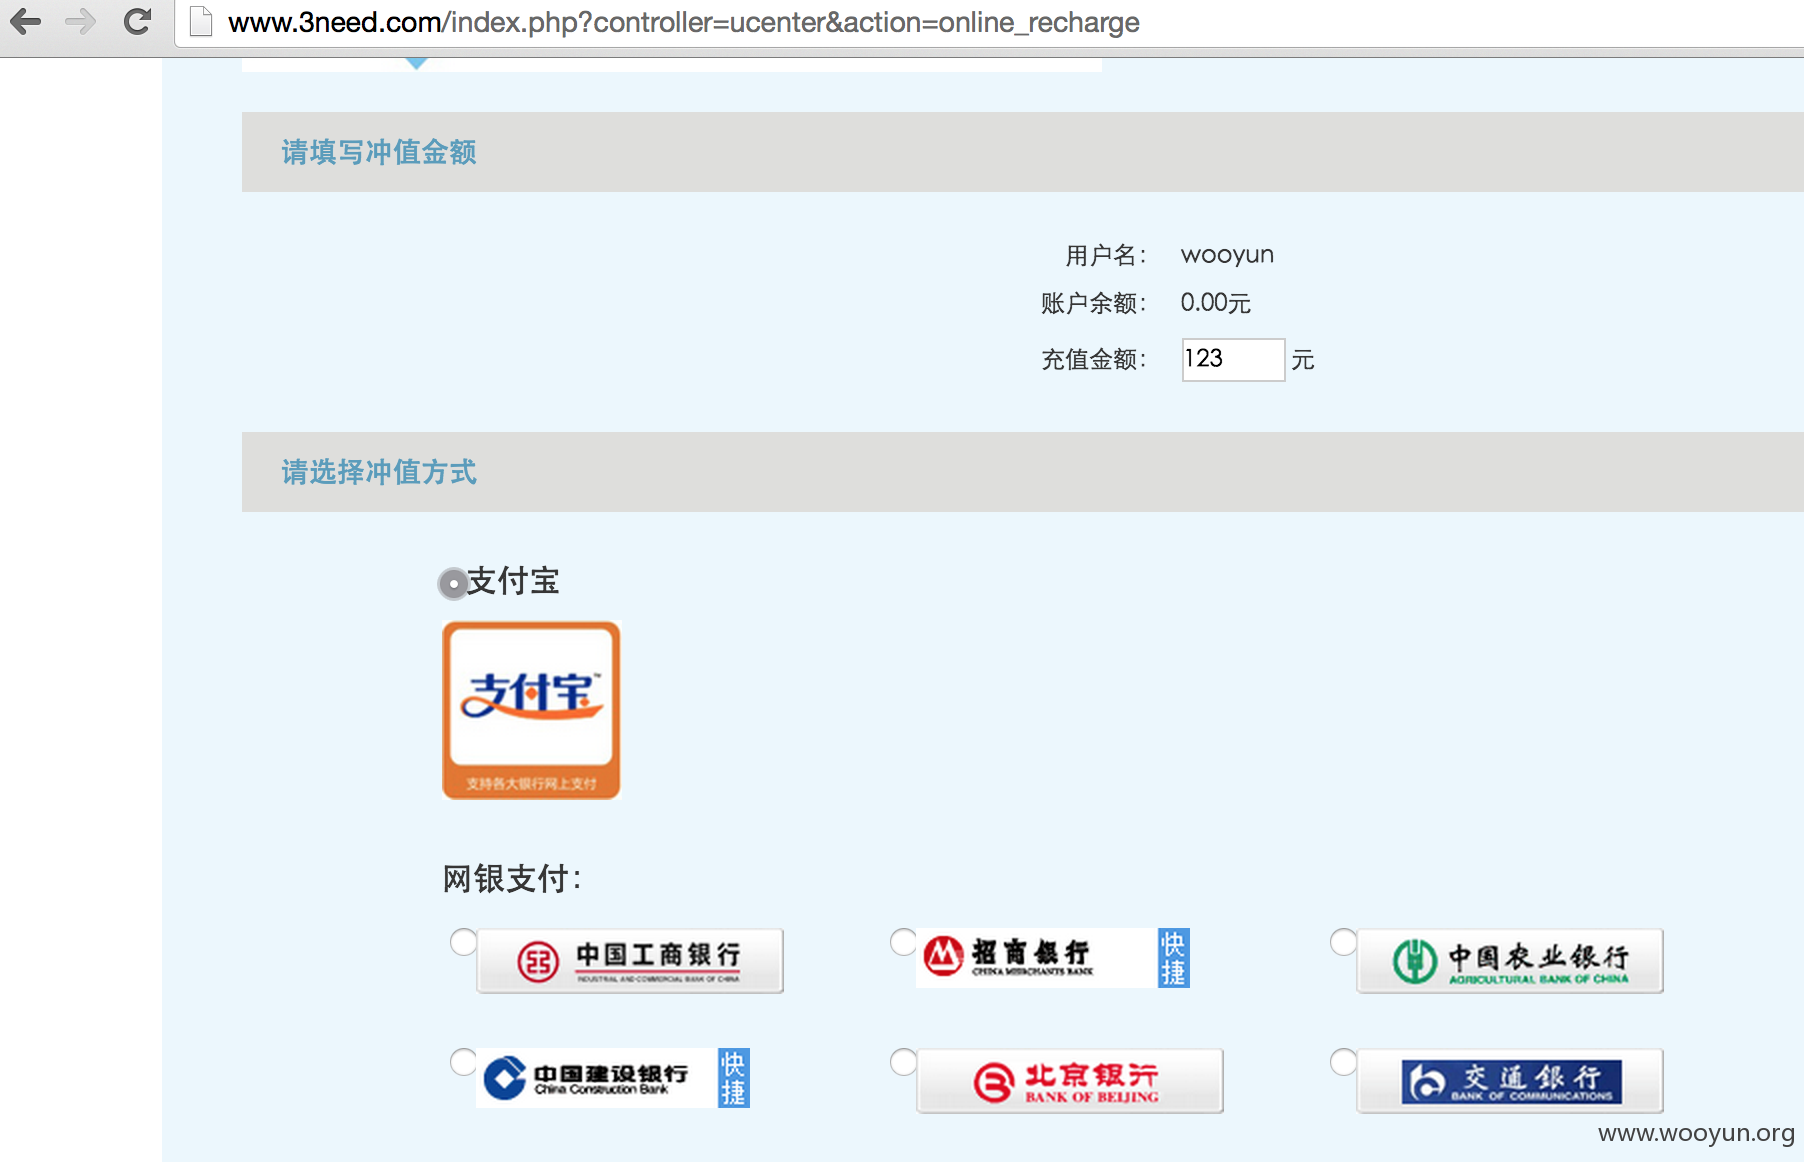 www.3need.com/index.php?controller=ucenter&action=online_recharge
请填写冲值金额
用户名： wooyun
账户余额： 0.00元
充值金额： 123 元
请选择冲值方式
支付宝
支付宝™
支持各大银行网上支付
网银支付：
中国工商银行
INDUSTRIAL AND COMMERCIAL BANK OF CHINA
招商银行
CHINA MERCHANTS BANK
快捷
中国农业银行
AGRICULTURAL BANK OF CHINA
中国建设银行
China Construction Bank
快捷
北京银行
BANK OF BEIJING
交通銀行
BANK OF COMMUNICATIONS
www.wooyun.org